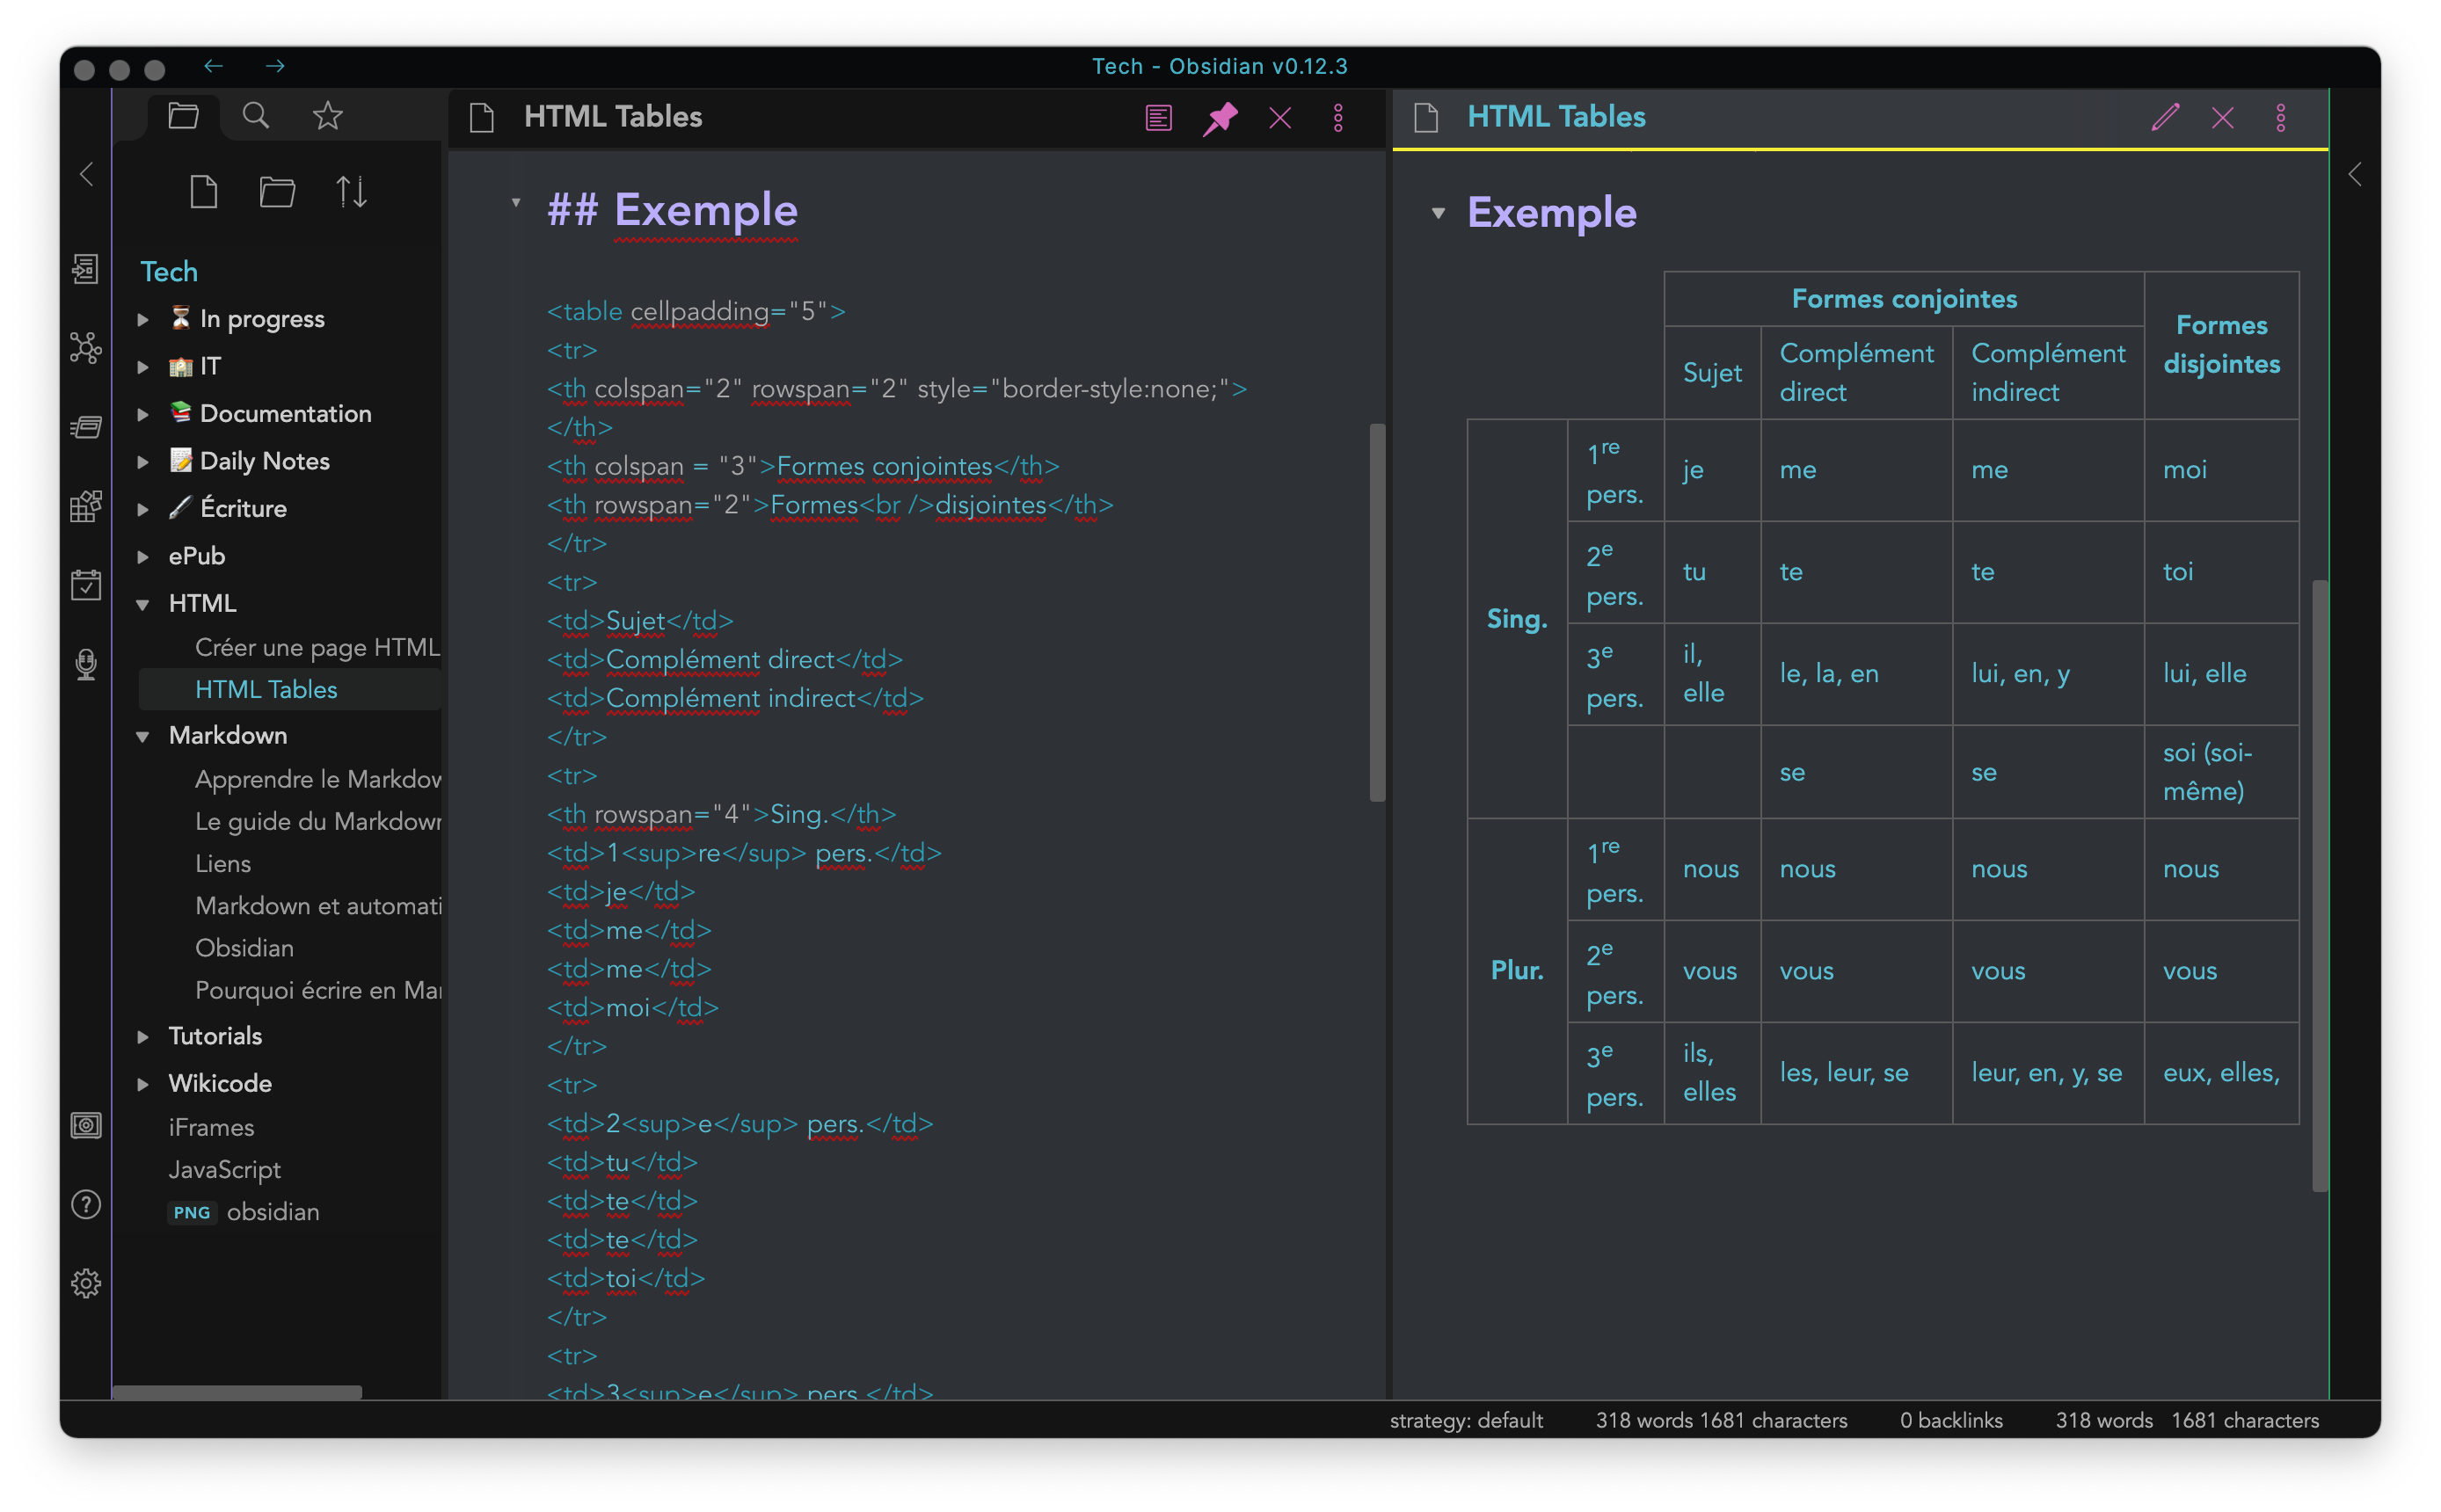 Tech - Obsidian v0.12.3
Tech
In progress
IT
Documentation
Daily Notes
Écriture
ePub
HTML
Créer une page HTML
HTML Tables
Markdown
Apprendre le Markdow
Le guide du Markdown
Liens
Markdown et automati
Obsidian
Pourquoi écrire en Mar
Tutorials
Wikicode
iFrames
JavaScript
PNG obsidian
HTML Tables
## Exemple
<table cellpadding="5">
<tr>
<th colspan="2" rowspan="2" style="border-style:none;">
</th>
<th colspan = "3">Formes conjointes</th>
<th rowspan="2">Formes<br />disjointes</th>
</tr>
<tr>
<td>Sujet</td>
<td>Complément direct</td>
<td>Complément indirect</td>
</tr>
<tr>
<th rowspan="4">Sing.</th>
<td>1<sup>re</sup> pers.</td>
<td>je</td>
<td>me</td>
<td>me</td>
<td>moi</td>
</tr>
<tr>
<td>2<sup>e</sup> pers.</td>
<td>tu</td>
<td>te</td>
<td>te</td>
<td>toi</td>
</tr>
<tr>
<td>3<sup>e</sup> pers.</td>
HTML Tables
Exemple
Formes conjointes
Formes
disjointes
Sujet
Complément
direct
Complément
indirect
Sing.
1re
pers.
je
me
me
moi
2e
pers.
tu
te
te
toi
3e
pers.
il,
elle
le, la, en
lui, en, y
lui, elle
se
se
soi (soi-
même)
Plur.
1re
pers.
nous
nous
nous
nous
2e
pers.
vous
vous
vous
vous
3e
pers.
ils,
elles
les, leur, se
leur, en, y, se
eux, elles,
strategy: default 318 words 1681 characters 0 backlinks 318 words 1681 characters